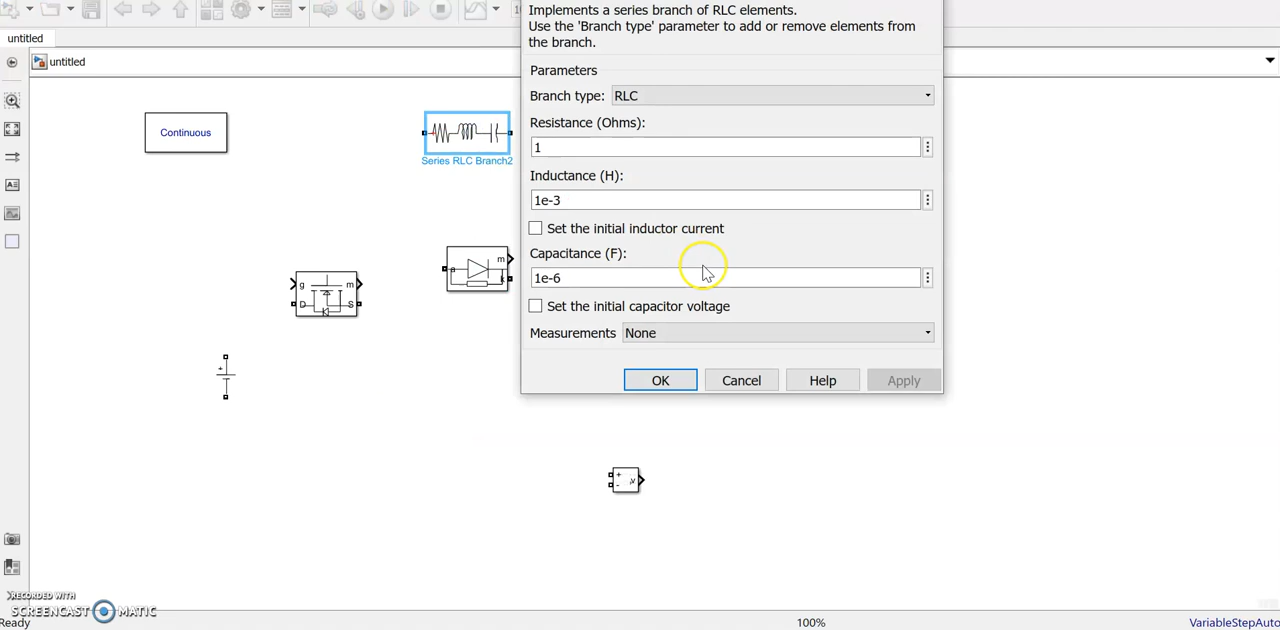 Implements a series branch of RLC elements.
Use the 'Branch type' parameter to add or remove elements from
the branch.
untitled
untitled
Parameters
Branch type: RLC
Continuous
Resistance (Ohms):
1
Series RLC Branch2
Inductance (H):
1e-3
Set the initial inductor current
Capacitance (F):
1e-6
a m
k
g m
D S
Set the initial capacitor voltage
Measurements None
OK Cancel Help Apply
+
+ v
-
RECORDED WITH
SCREENCAST MATIC
Ready 100% VariableStepAuto